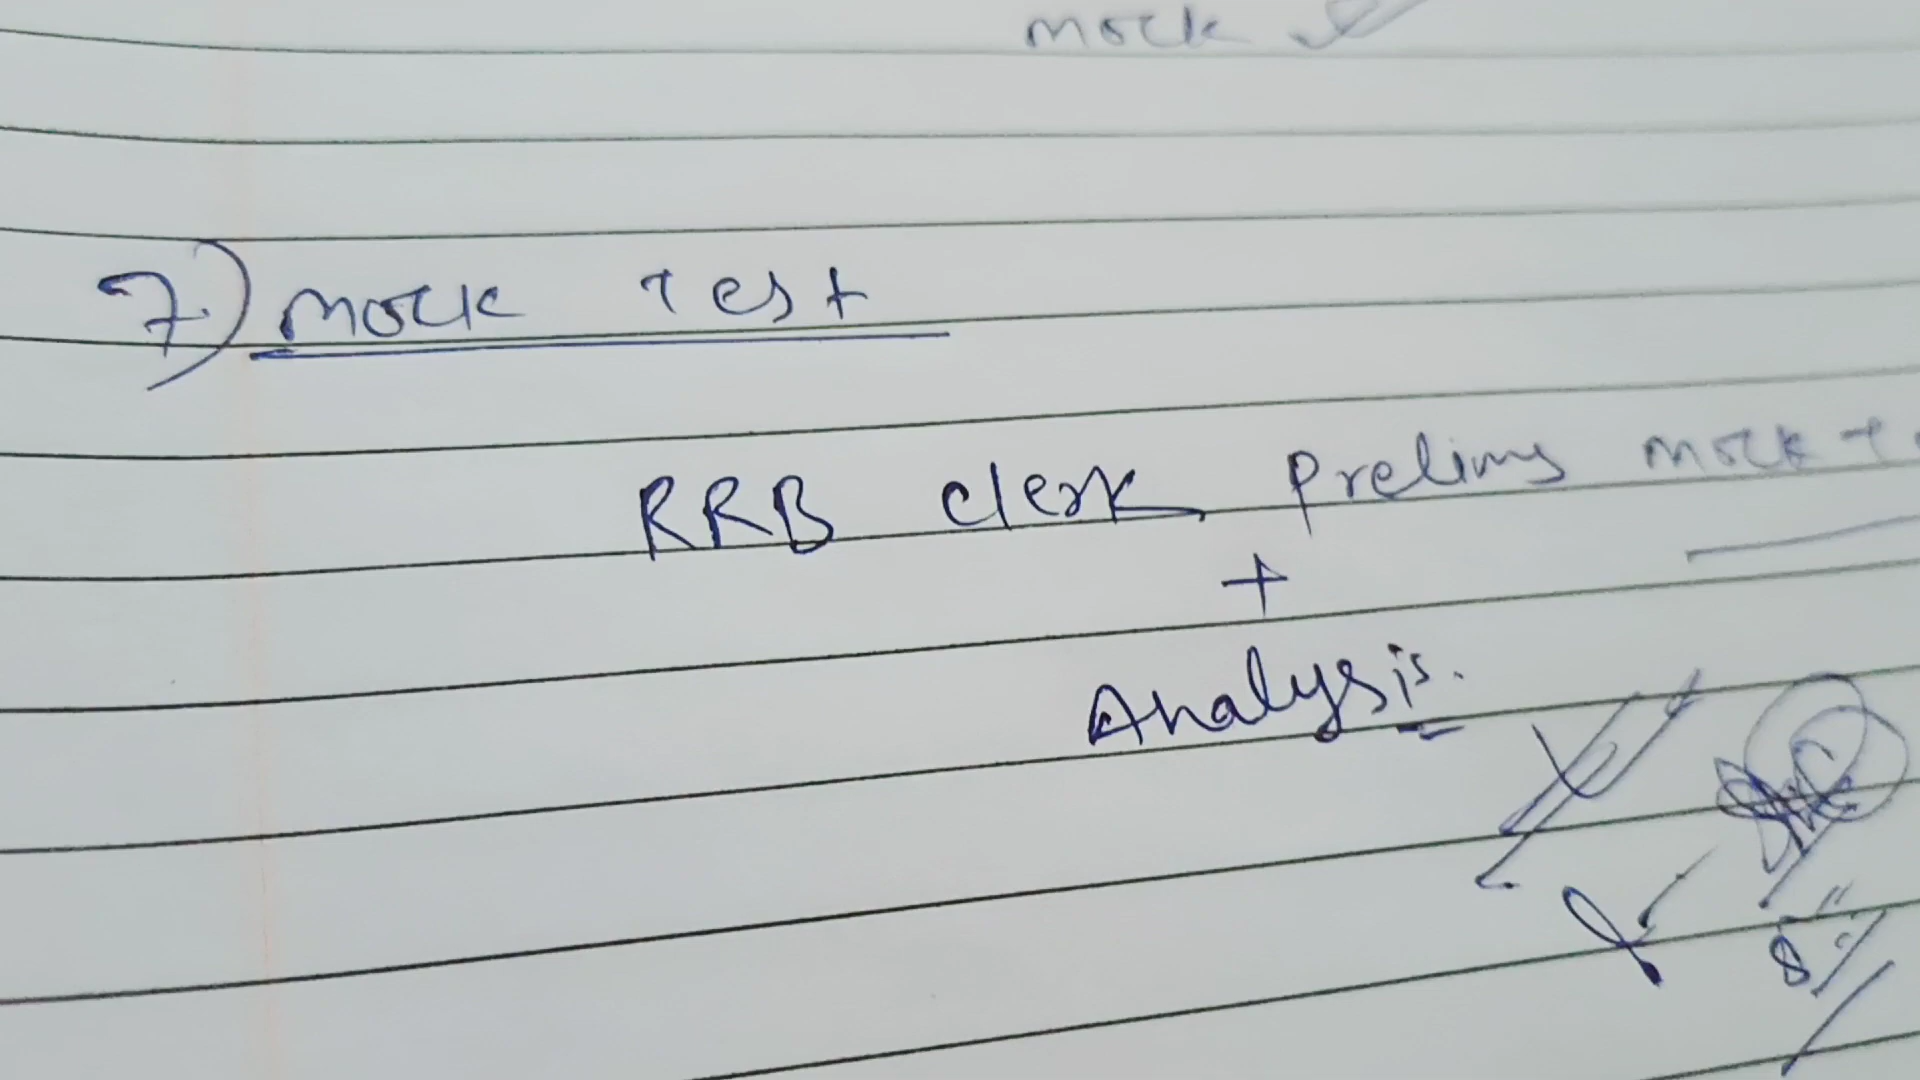 mock
7) mock Test
RRB clerk Prelims mock
+
Analysis.